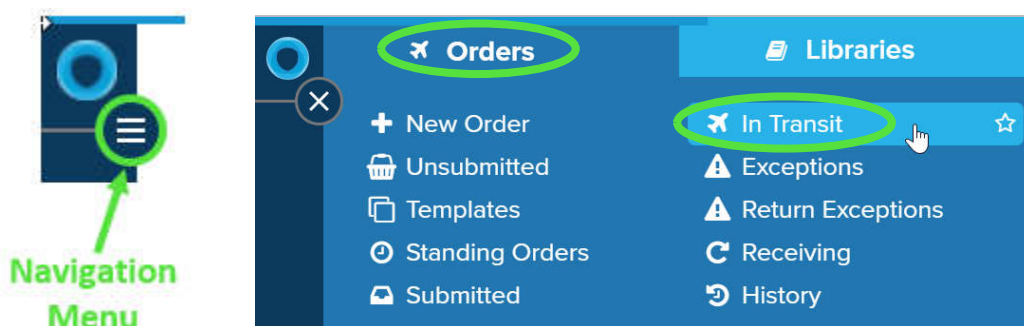 Navigation
Menu
Orders
Libraries
New Order
Unsubmitted
Templates
Standing Orders
Submitted
In Transit
Exceptions
Return Exceptions
Receiving
History